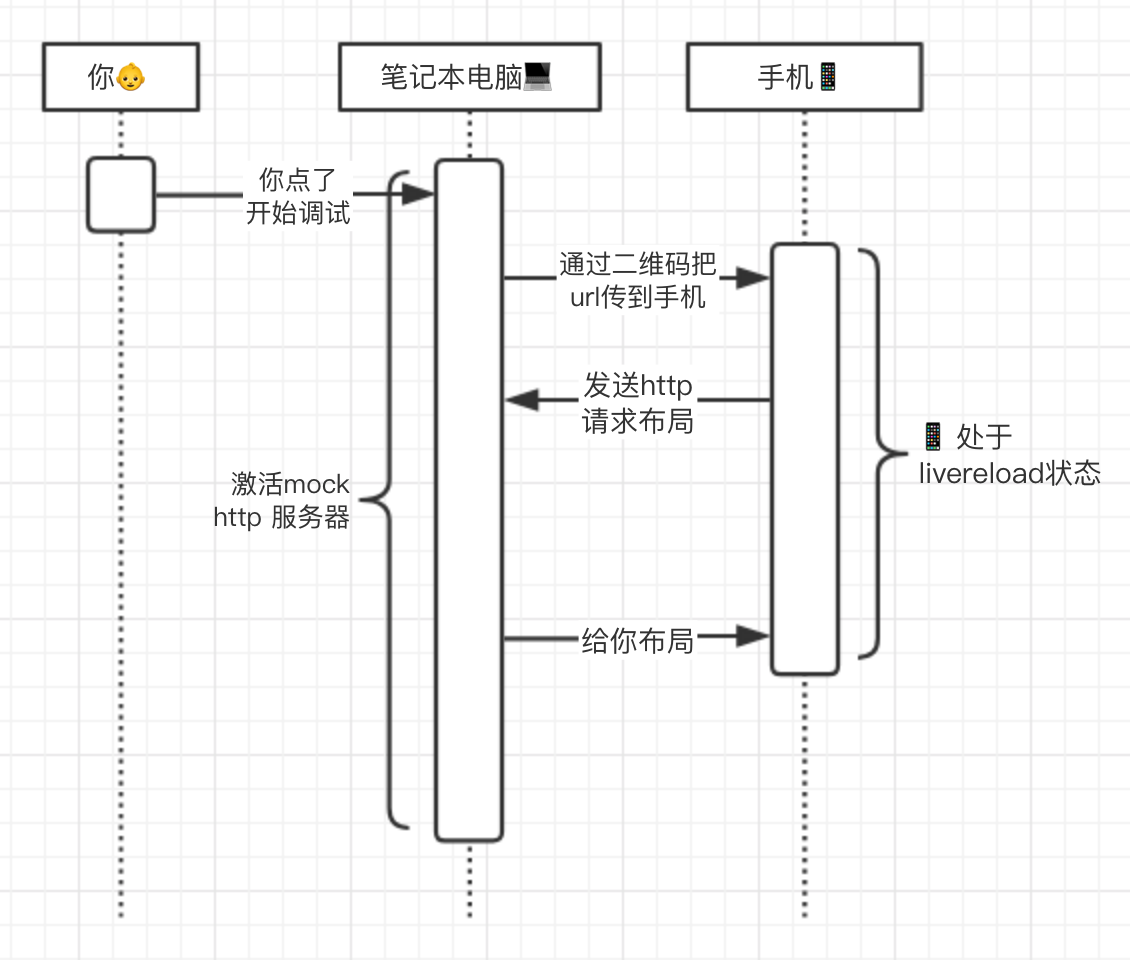 你👶
笔记本电脑💻
手机📱
你点了
开始调试
通过二维码把
url传到手机
发送http
请求布局
📱 处于
livereload状态
激活mock
http 服务器
给你布局